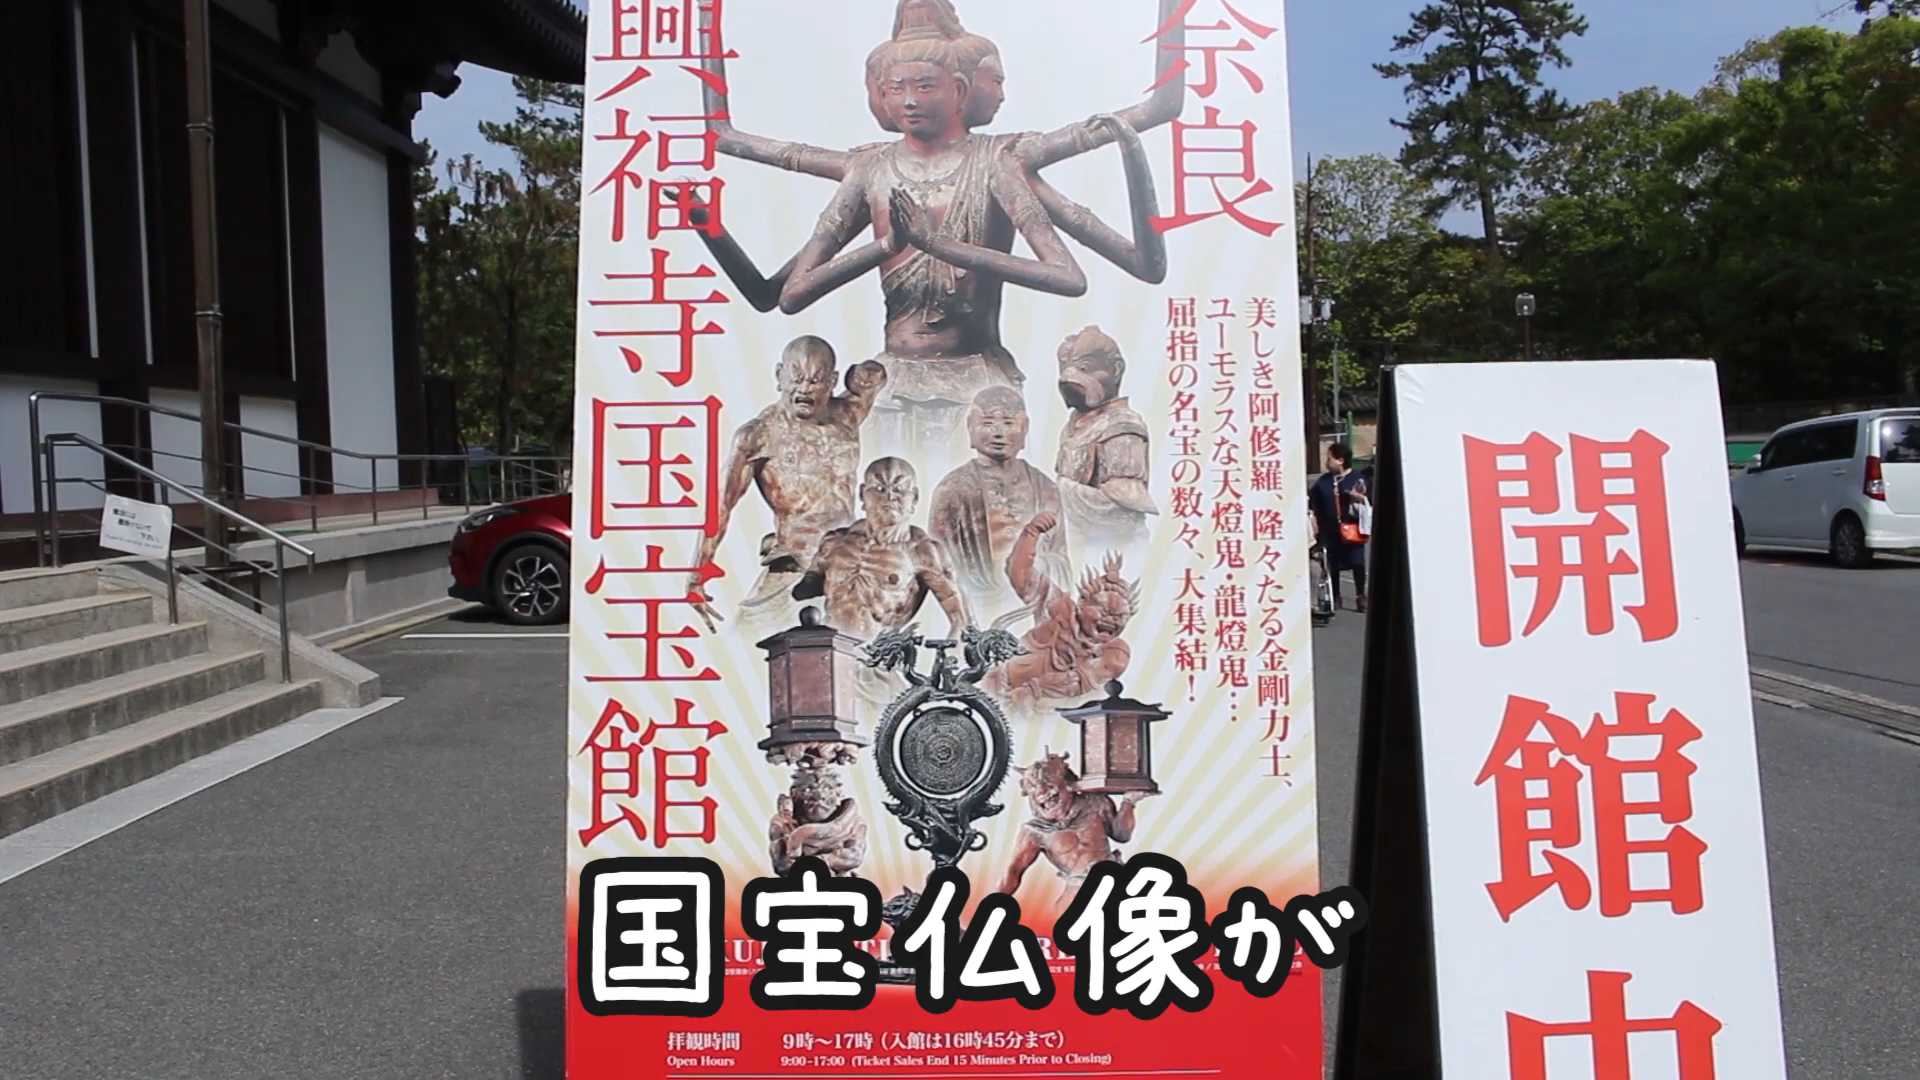 奈良
興福寺国宝館
美しき阿修羅、隆々たる金剛力士、
ユーモラスな天燈鬼・龍燈鬼…
屈指の名宝の数々、大集結！
開館中
国宝仏像が
拝観時間 9時～17時（入館は16時45分まで）
Open Hours 9:00-17:00 (Ticket Sales End 15 Minutes Prior to Closing)